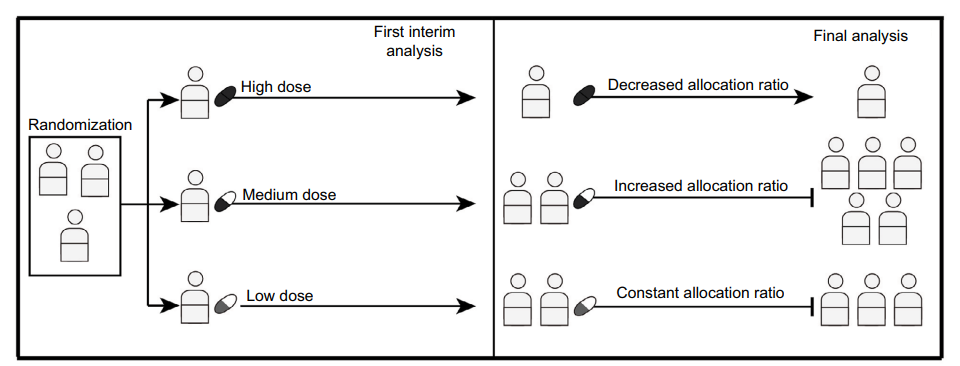 First interim
analysis
Final analysis
Randomization
High dose
Decreased allocation ratio
Medium dose
Increased allocation ratio
Low dose
Constant allocation ratio